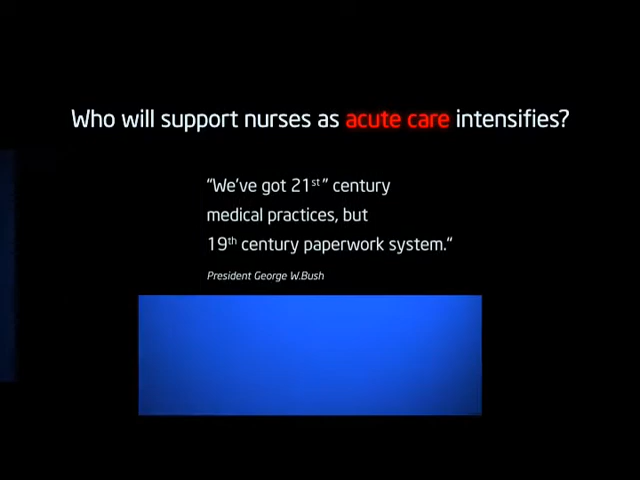 Who will support nurses as acute care intensifies?
“We’ve got 21st” century
medical practices, but
19th century paperwork system.“
President George W.Bush